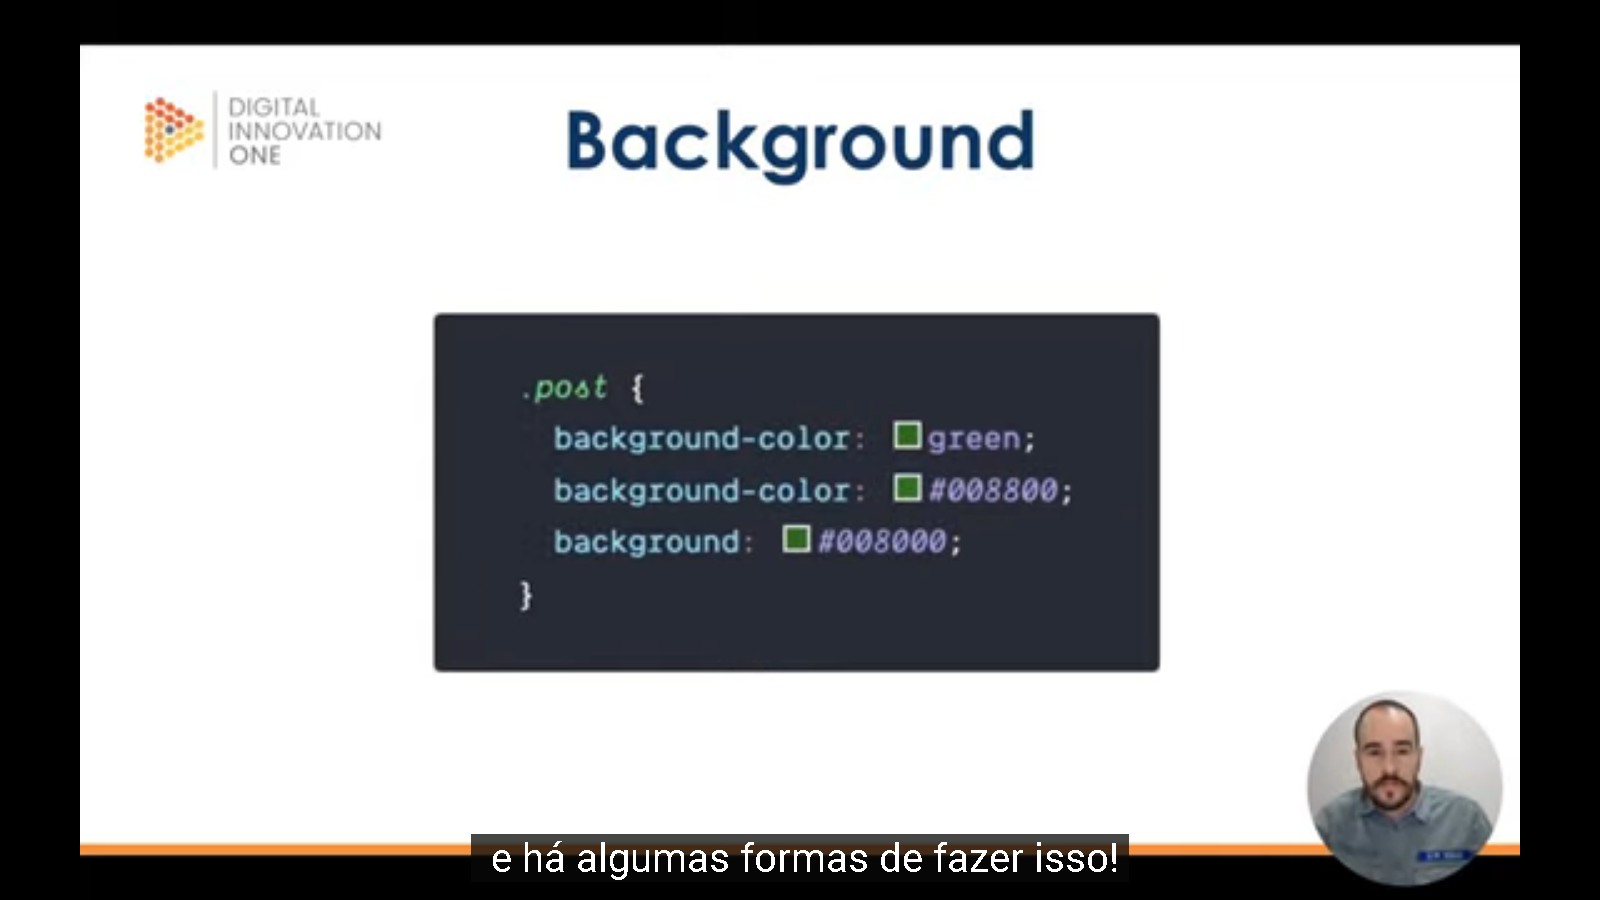 DIGITAL
INNOVATION
ONE
Background
.post {
background-color: green;
background-color: #008800;
background: #008000;
}
e há algumas formas de fazer isso!